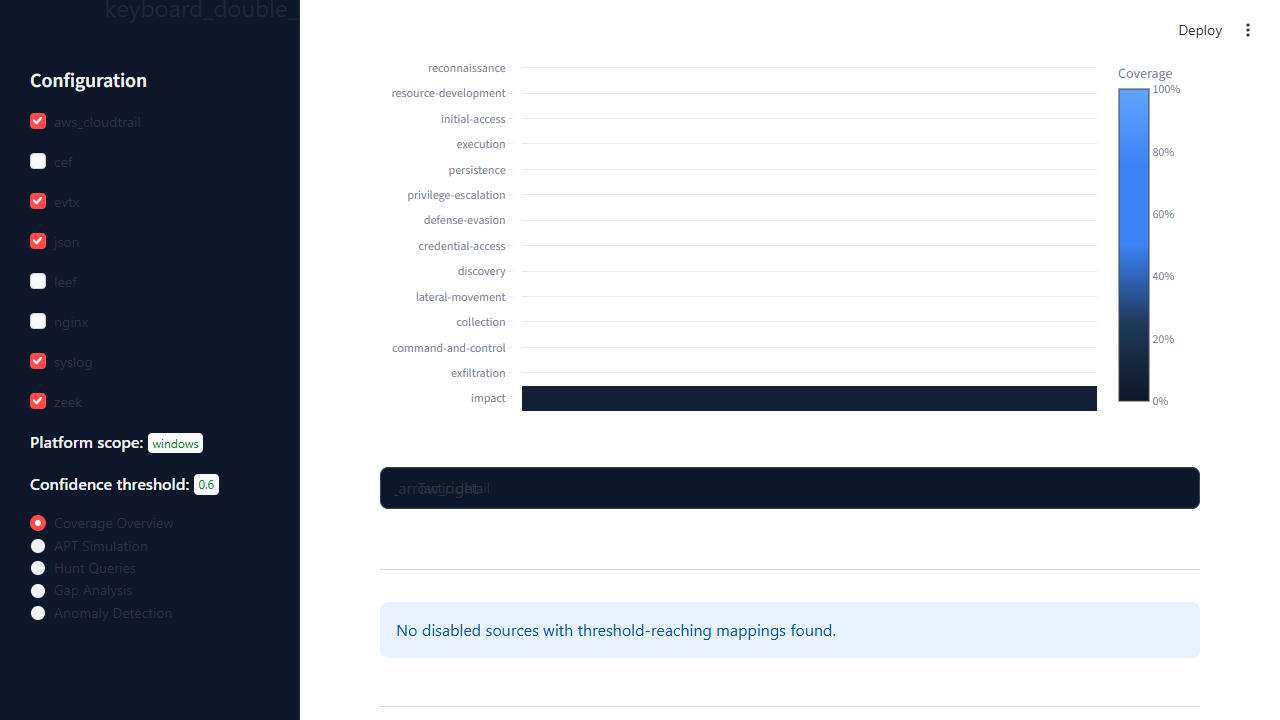 keyboard_double_
Deploy
Configuration
aws_cloudtrail
cef
evtx
json
leef
nginx
syslog
zeek
Platform scope: windows
Confidence threshold: 0.6
Coverage Overview
APT Simulation
Hunt Queries
Gap Analysis
Anomaly Detection
reconnaissance
resource-development
initial-access
execution
persistence
privilege-escalation
defense-evasion
credential-access
discovery
lateral-movement
collection
command-and-control
exfiltration
impact
Coverage
100%
80%
60%
40%
20%
0%
_arrow_right
No disabled sources with threshold-reaching mappings found.